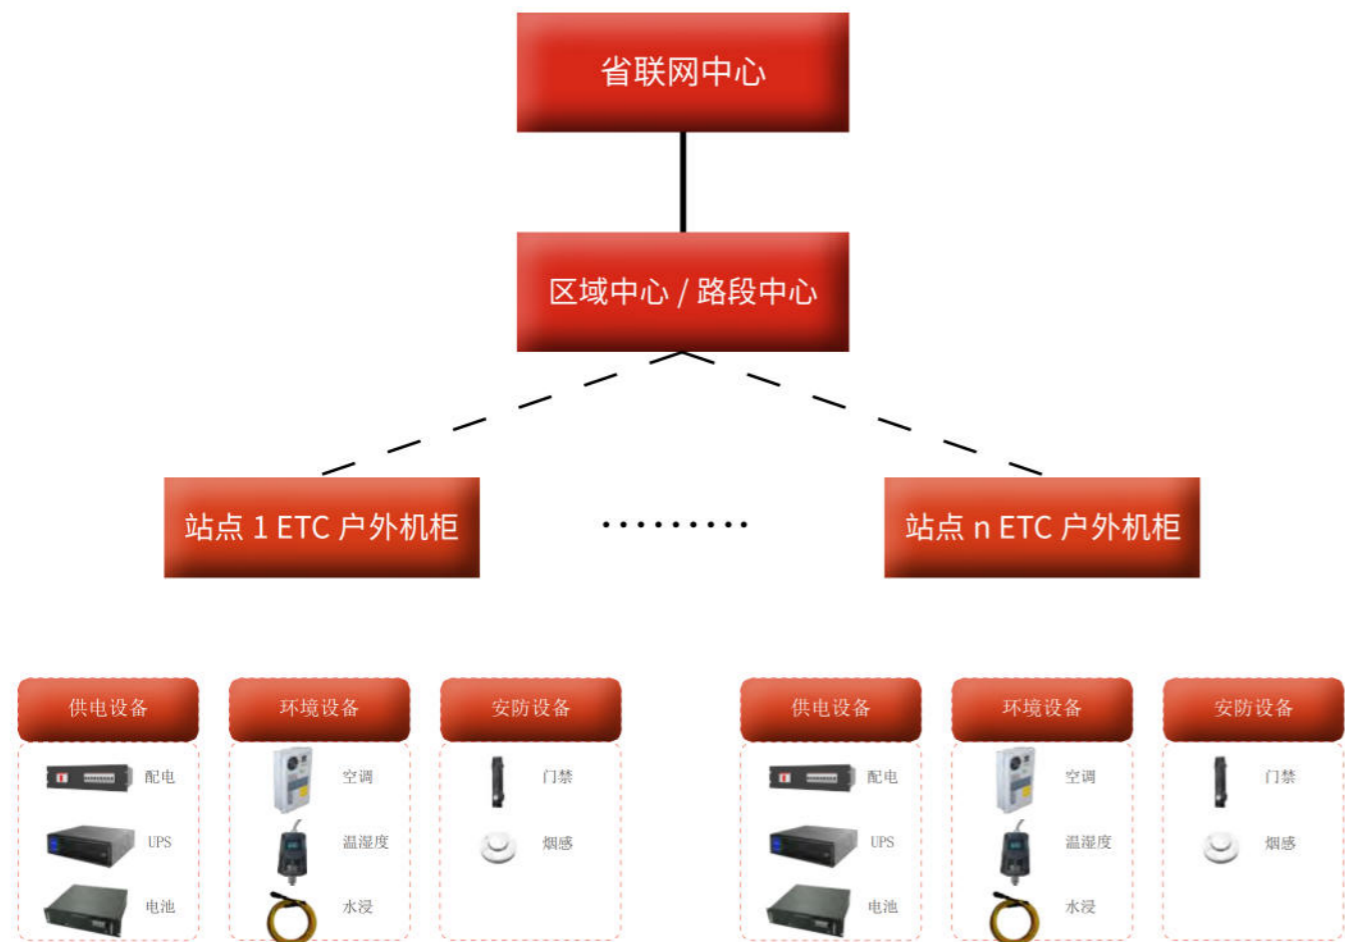 省联网中心
区域中心 / 路段中心
站点 1 ETC 户外机柜
·········
站点 n ETC 户外机柜
供电设备
环境设备
安防设备
供电设备
环境设备
安防设备
配电
空调
门禁
配电
空调
门禁
UPS
温湿度
烟感
UPS
温湿度
烟感
电池
水浸
电池
水浸